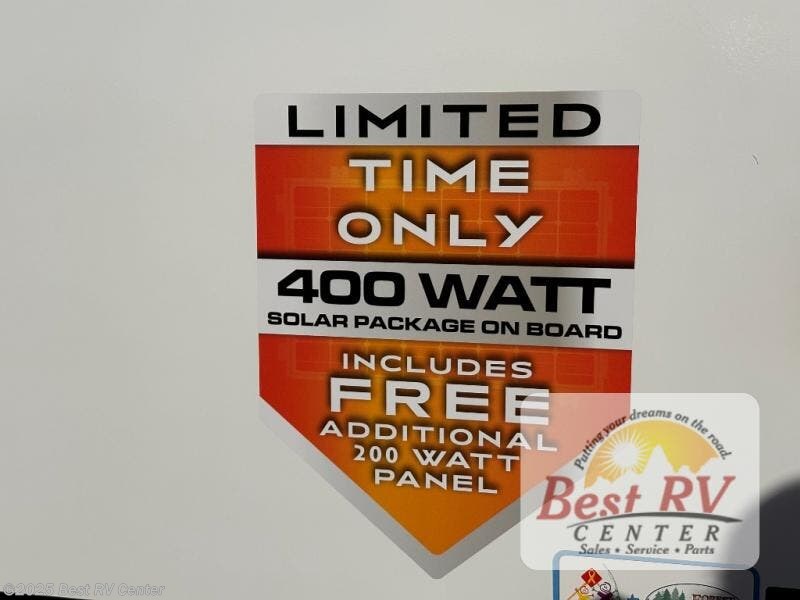 LIMITED
TIME
ONLY
400 WATT
SOLAR PACKAGE ON BOARD
INCLUDES
FREE
ADDITIONAL
200 WATT
PANEL
Putting your dreams on the road.
Best RV
CENTER
Sales • Service • Parts
©2025 Best RV Center
FOREST